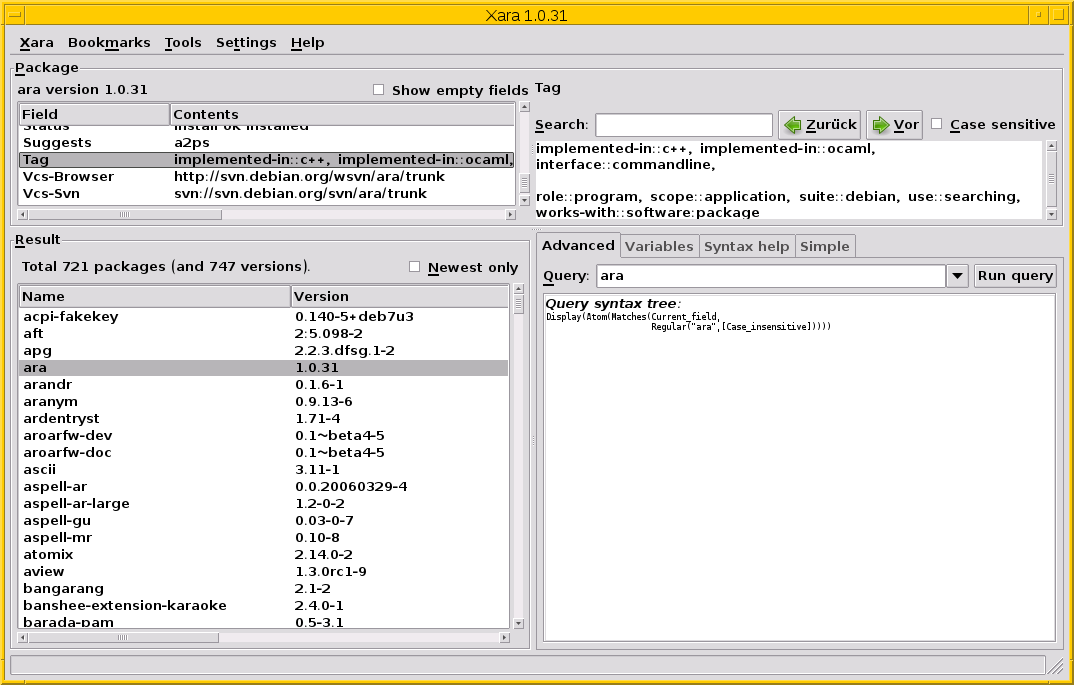 Xara 1.0.31
Xara Bookmarks Tools Settings Help
Package
ara version 1.0.31
Show empty fields
Field Contents
Status install ok installed
Suggests a2ps
Tag implemented-in::c++, implemented-in::ocaml,
Vcs-Browser http://svn.debian.org/wsvn/ara/trunk
Vcs-Svn svn://svn.debian.org/svn/ara/trunk
Tag
Search: Zurück Vor Case sensitive
implemented-in::c++, implemented-in::ocaml,
interface::commandline,
role::program, scope::application, suite::debian, use::searching,
works-with::software:package
Result
Total 721 packages (and 747 versions).
Newest only
Name Version
acpi-fakekey 0.140-5+deb7u3
aft 2:5.098-2
apg 2.2.3.dfsg.1-2
ara 1.0.31
arandr 0.1.6-1
aranym 0.9.13-6
ardentryst 1.71-4
aroarfw-dev 0.1~beta4-5
aroarfw-doc 0.1~beta4-5
ascii 3.11-1
aspell-ar 0.0.20060329-4
aspell-ar-large 1.2-0-2
aspell-gu 0.03-0-7
aspell-mr 0.10-8
atomix 2.14.0-2
aview 1.3.0rc1-9
bangarang 2.1-2
banshee-extension-karaoke 2.4.0-1
barada-pam 0.5-3.1
Advanced Variables Syntax help Simple
Query: ara Run query
Query syntax tree:
Display(Atom(Matches(Current_field,
Regular("ara",[Case_insensitive]))))